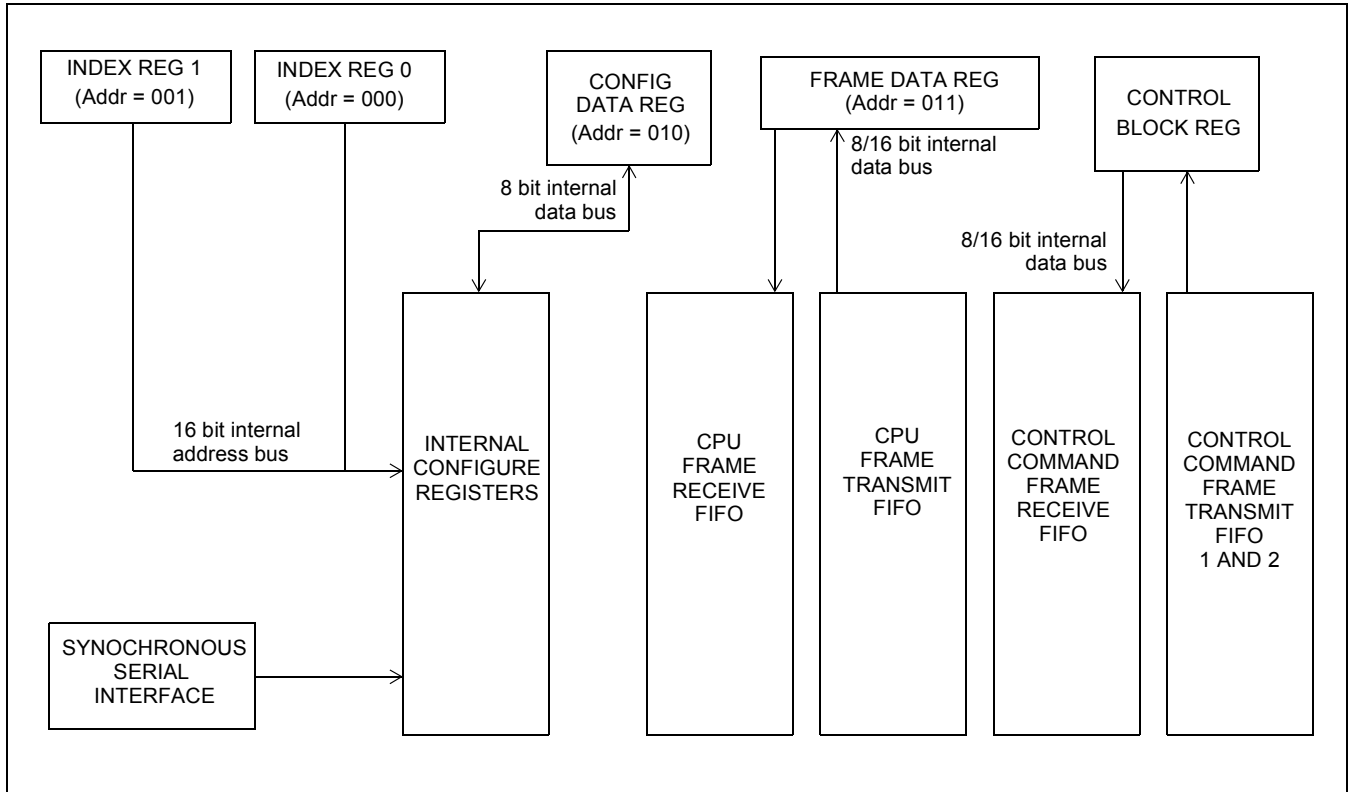 INDEX REG 1
(Addr = 001)
INDEX REG 0
(Addr = 000)
CONFIG
DATA REG
(Addr = 010)
FRAME DATA REG
(Addr = 011)
CONTROL
BLOCK REG
8 bit internal
data bus
8/16 bit internal
data bus
8/16 bit internal
data bus
16 bit internal
address bus
INTERNAL
CONFIGURE
REGISTERS
CPU
FRAME
RECEIVE
FIFO
CPU
FRAME
TRANSMIT
FIFO
CONTROL
COMMAND
FRAME
RECEIVE
FIFO
CONTROL
COMMAND
FRAME
TRANSMIT
FIFO
1 AND 2
SYNOCHRONOUS
SERIAL
INTERFACE